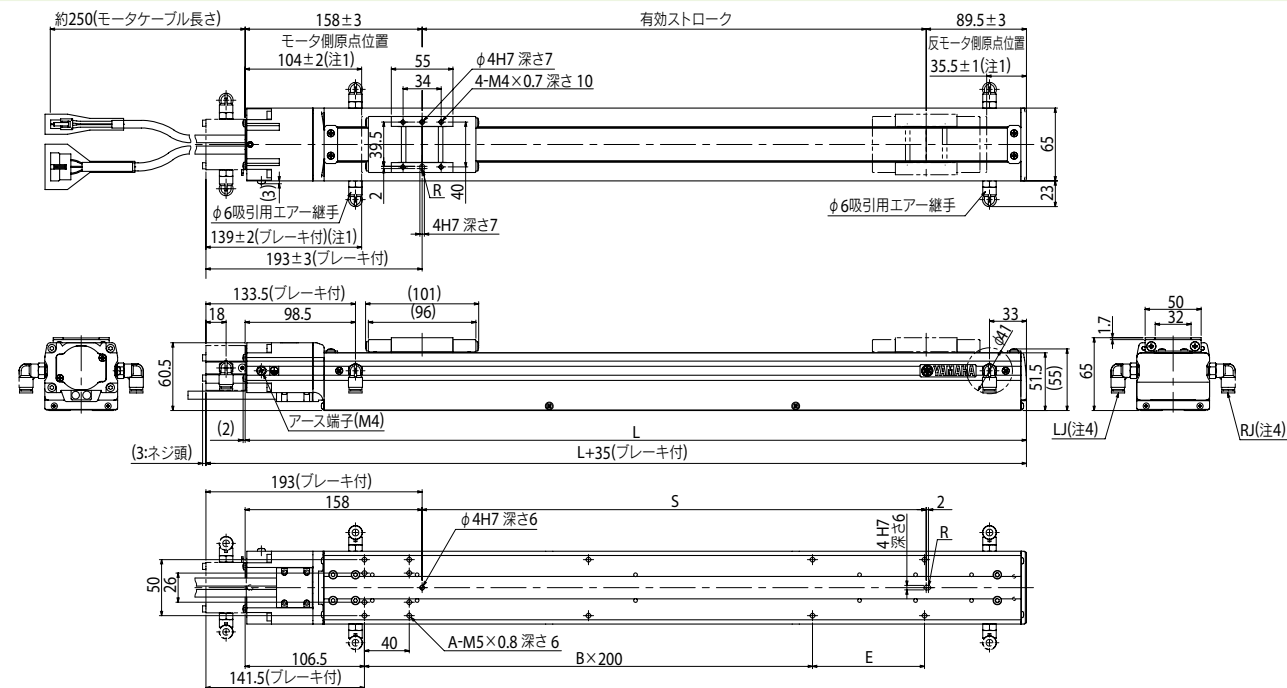 約250(モータケーブル長さ)
158±3
有効ストローク
89.5±3
モータ側原点位置
反モータ側原点位置
104±2(注1)
55
φ4H7 深さ7
35.5±1(注1)
34
4-M4×0.7 深さ 10
39.5
65
(3)
2
R
40
23
φ6吸引用エアー継手
φ6吸引用エアー継手
4H7 深さ7
139±2(ブレーキ付)(注1)
193±3(ブレーキ付)
133.5(ブレーキ付)
(101)
18
98.5
(96)
33
50
32
1.7
φ41
60.5
YAMAHA
51.5
(55)
65
アース端子(M4)
LJ(注4)
RJ(注4)
(2)
L
(3:ネジ頭)
L+35(ブレーキ付)
193(ブレーキ付)
158
S
2
φ4H7 深さ6
4 H7
深さ6
R
50
26
40
A-M5×0.8 深さ 6
106.5
B×200
E
141.5(ブレーキ付)